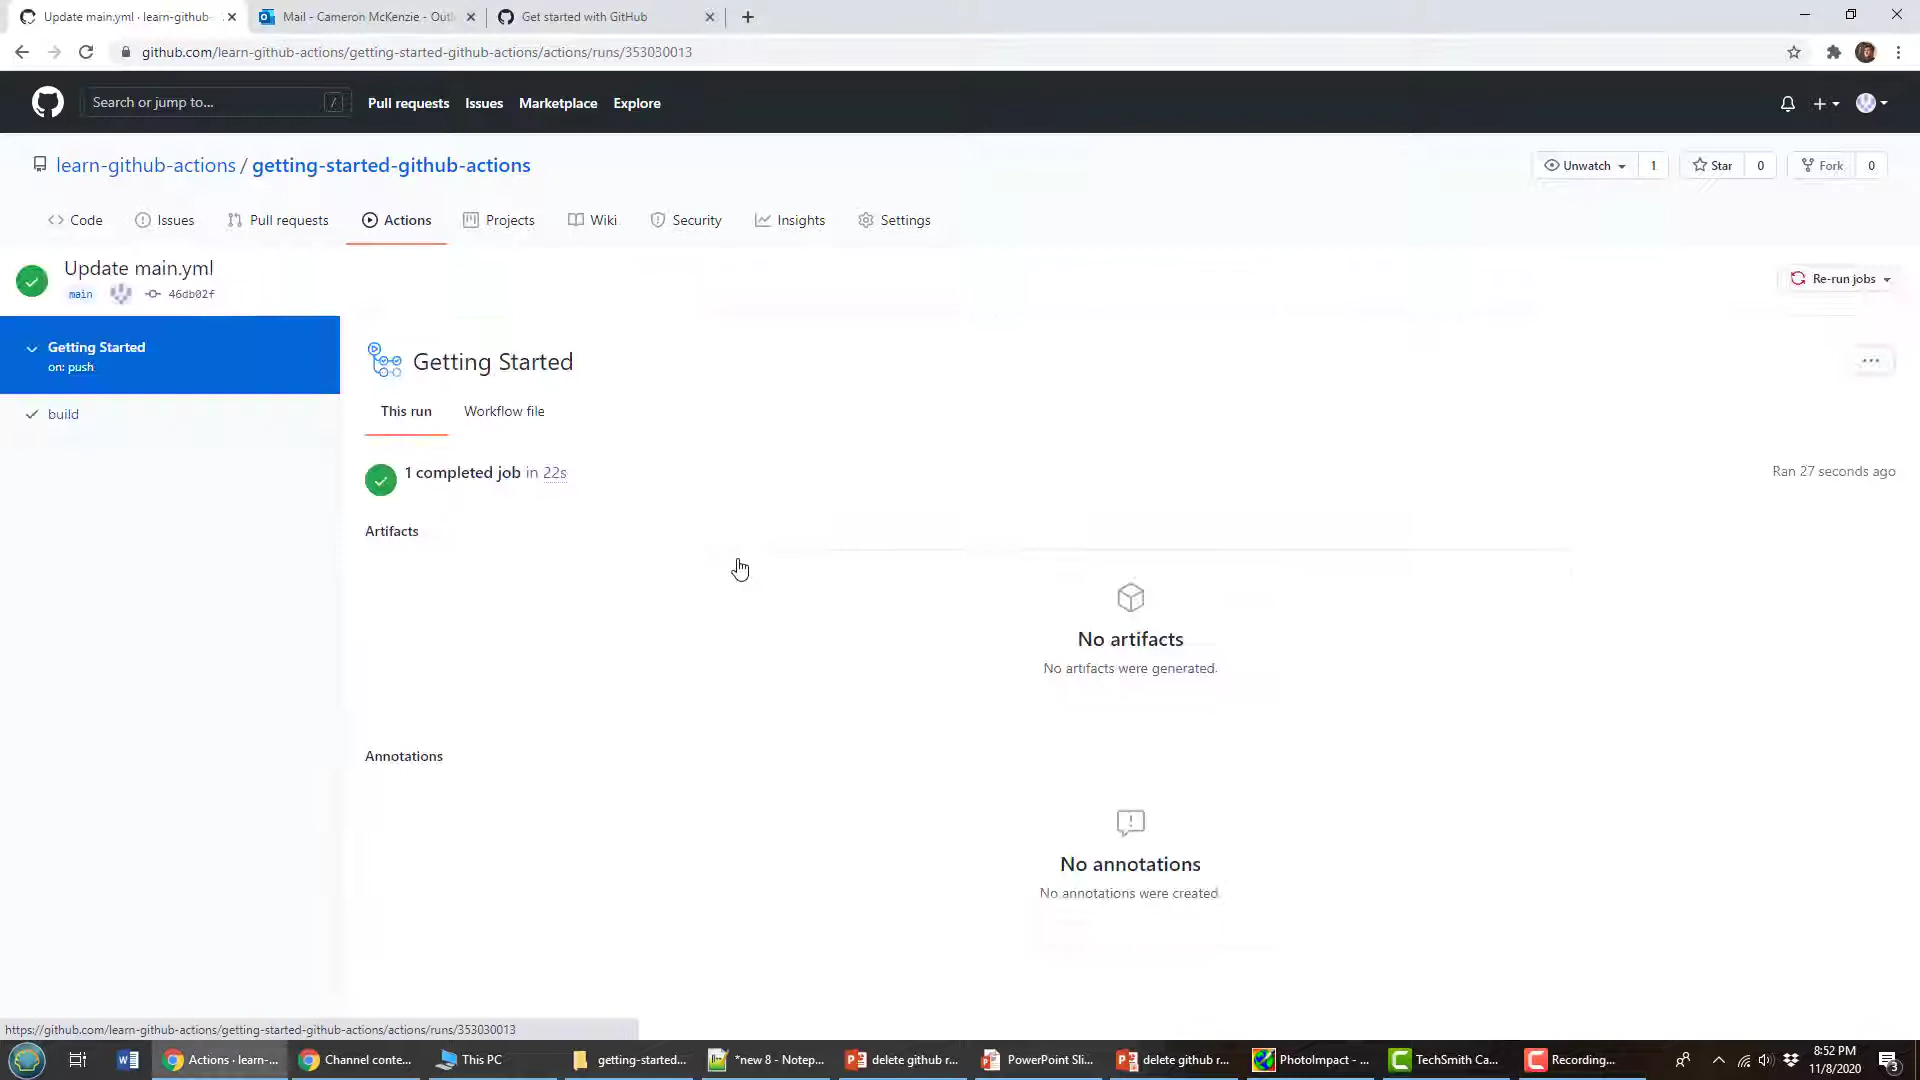 Update main.yml · learn-github-
Mail - Cameron McKenzie - Outl
Get started with GitHub
github.com/learn-github-actions/getting-started-github-actions/actions/runs/353030013
Search or jump to...
/
Pull requests
Issues
Marketplace
Explore
learn-github-actions / getting-started-github-actions
Unwatch
1
Star
0
Fork
0
Code
Issues
Pull requests
Actions
Projects
Wiki
Security
Insights
Settings
Update main.yml
main
46db02f
Re-run jobs
Getting Started
on: push
build
Getting Started
This run
Workflow file
1 completed job in 22s
Ran 27 seconds ago
Artifacts
No artifacts
No artifacts were generated.
Annotations
No annotations
No annotations were created.
https://github.com/learn-github-actions/getting-started-github-actions/actions/runs/353030013
Actions · learn-...
Channel conte...
This PC
getting-started...
*new 8 - Notep...
delete github r...
PowerPoint Sli...
delete github r...
PhotoImpact - ...
TechSmith Ca...
Recording...
8:52 PM
11/8/2020
3